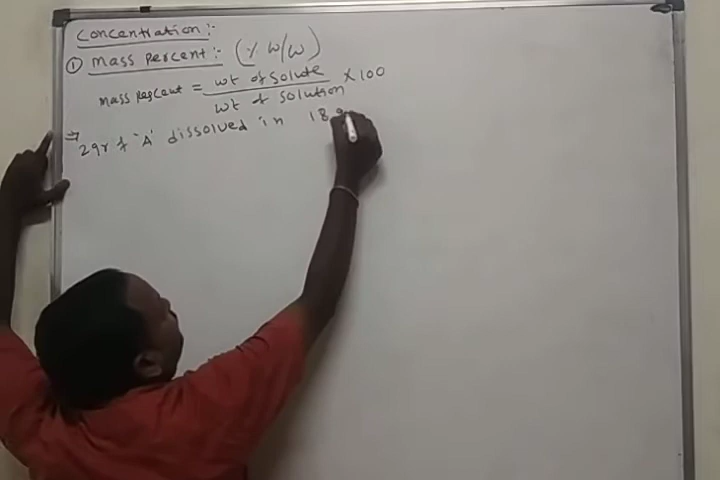 Concentration:-
① Mass Percent:- (% W/W)
Mass Percent = wt of solute / wt of solution × 100
⇒ 2gr of 'A' dissolved in 18 g